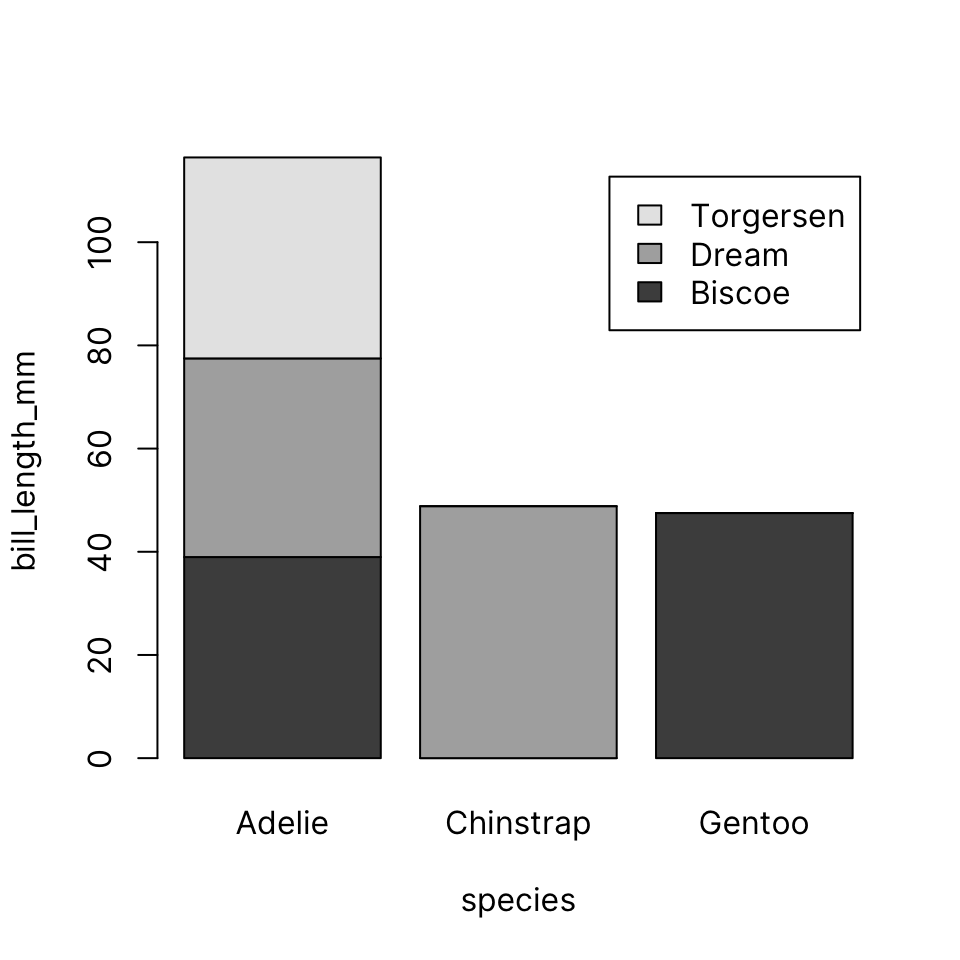 Torgersen
Dream
Biscoe
bill_length_mm
100
80
60
40
20
0
Adelie Chinstrap Gentoo
species